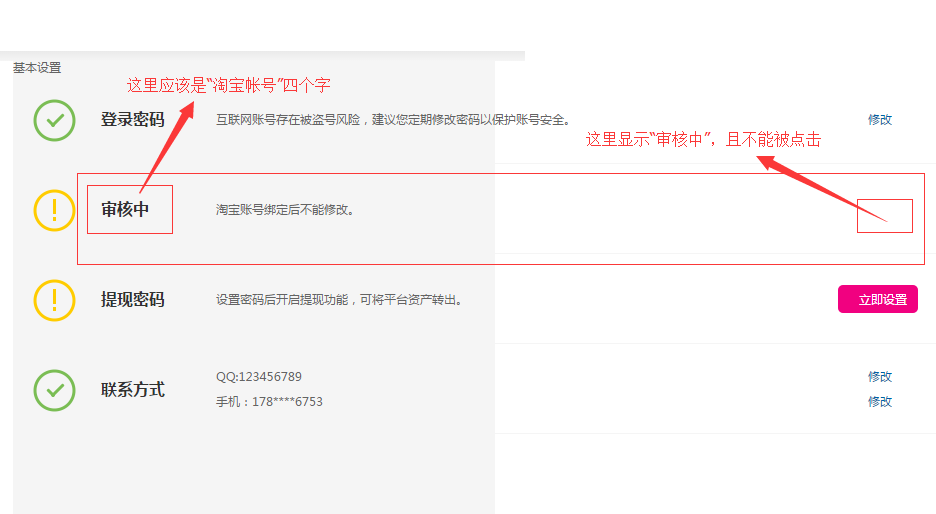 基本设置
这里应该是“淘宝帐号”四个字
登录密码
互联网账号存在被盗号风险，建议您定期修改密码以保护账号安全。
修改
这里显示“审核中”，且不能被点击
审核中
淘宝账号绑定后不能修改。
提现密码
设置密码后开启提现功能，可将平台资产转出。
立即设置
联系方式
QQ:123456789
修改
手机：178****6753
修改